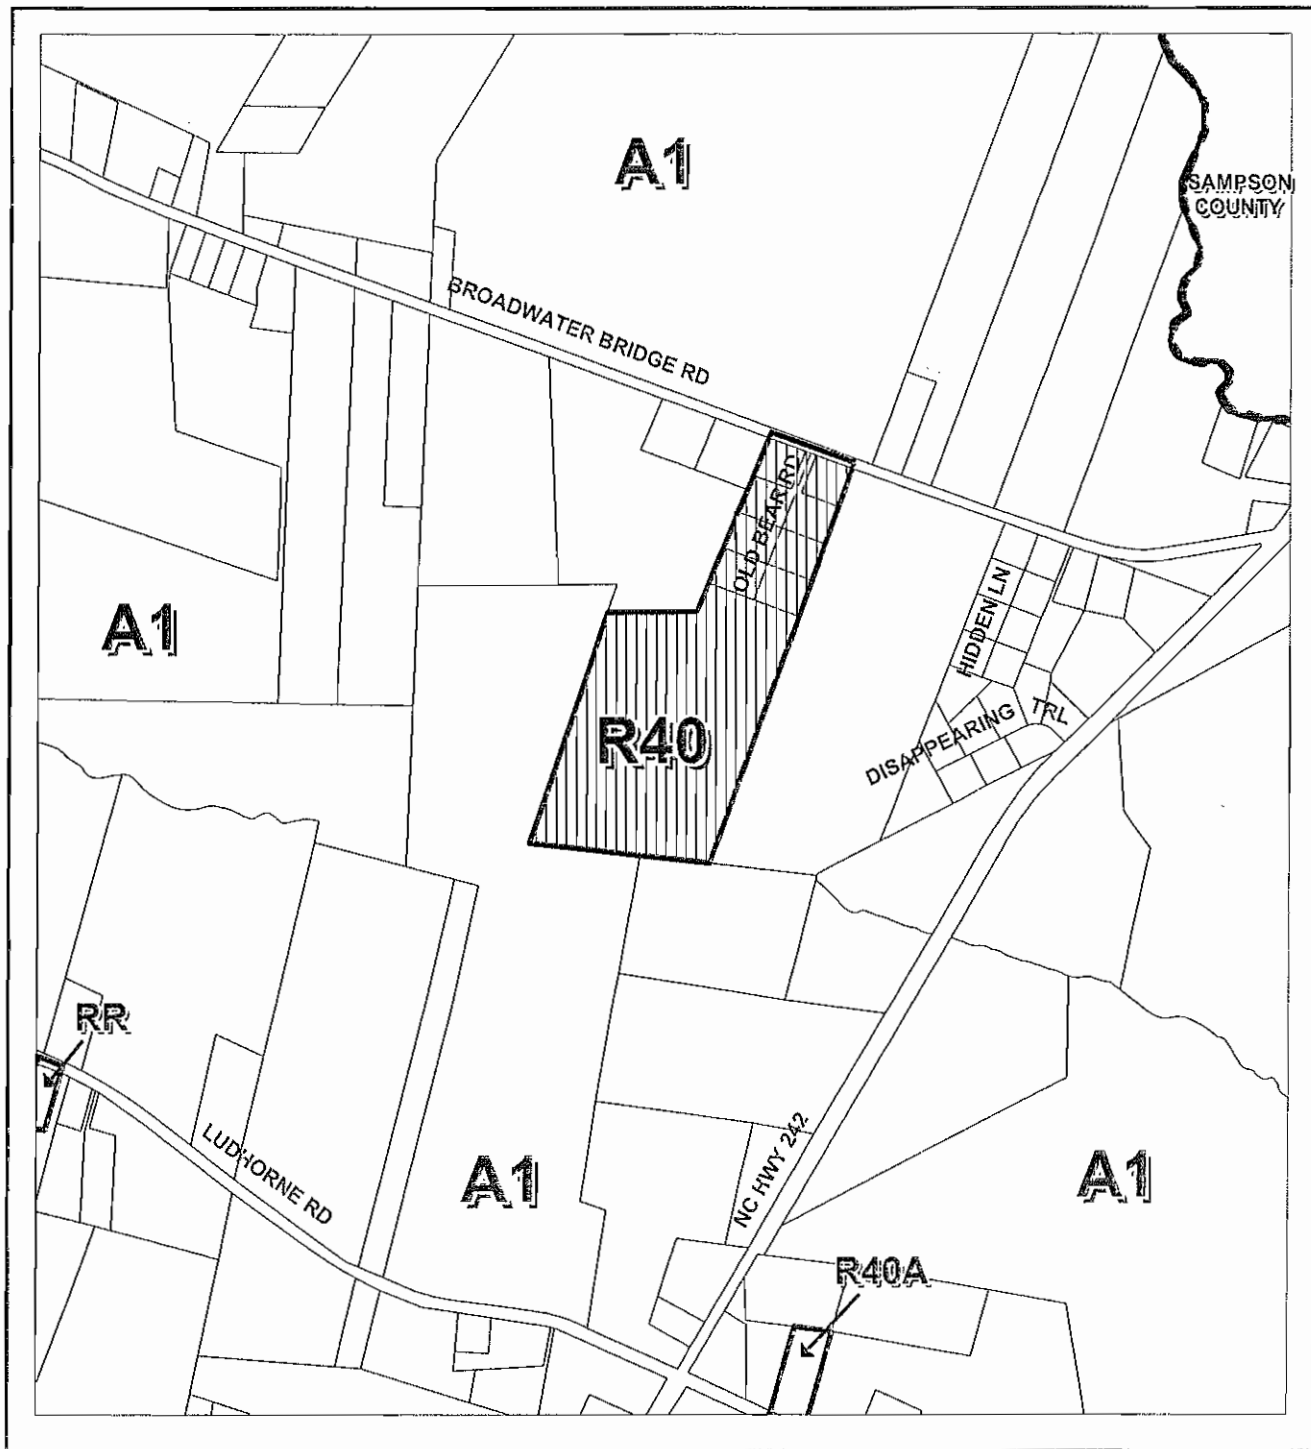 A1
SAMPSON
COUNTY
BROADWATER BRIDGE RD
OLD BEAR RD
HIDDEN LN
A1
R40
DISAPPEARING TRL
RR
LUDHORNE RD
A1
NC HWY 242
A1
R40A